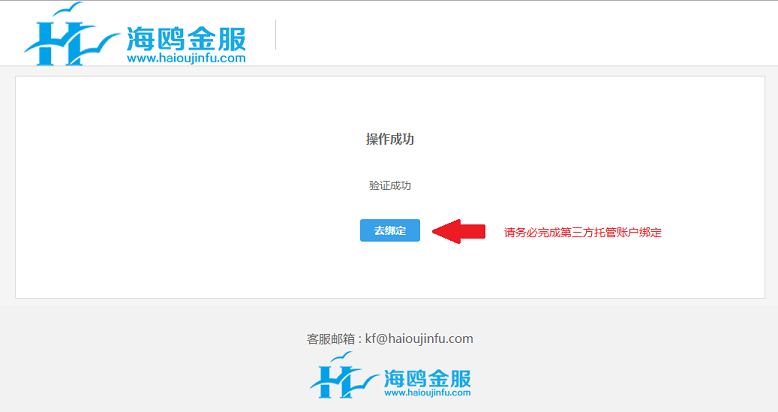 海鸥金服
www.haioujinfu.com
操作成功
验证成功
去绑定
请务必完成第三方托管账户绑定
客服邮箱 : kf@haioujinfu.com
海鸥金服
www.haioujinfu.com